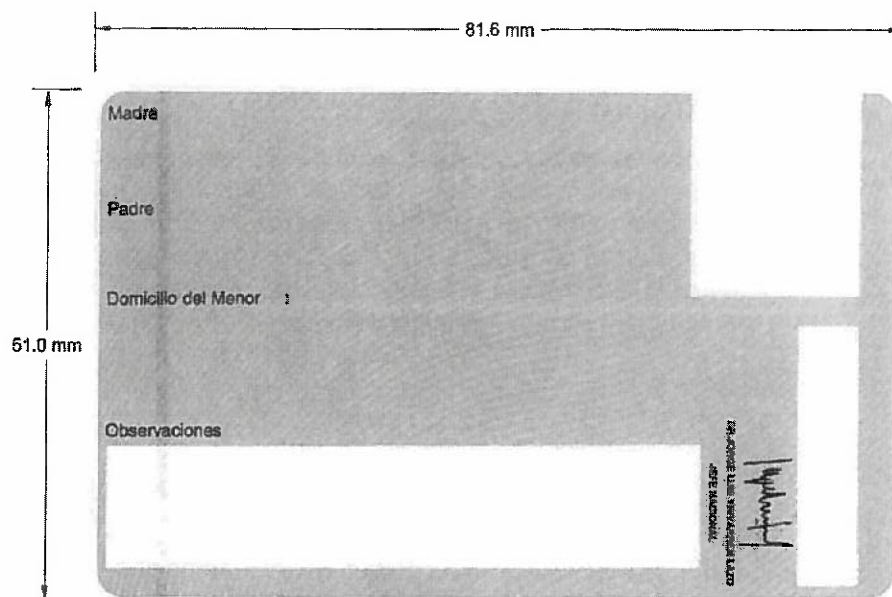 81.6 mm
Madre
Padre
Domicilio del Menor :
51.0 mm
Observaciones
JEFE NACIONAL